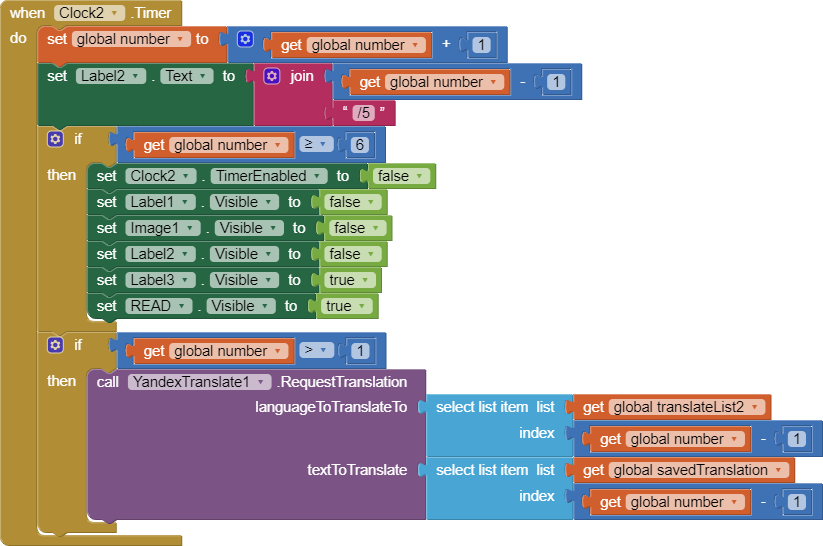 when Clock2 .Timer
do set global number to get global number + 1
set Label2 . Text to join get global number - 1
“ /5 ”
if get global number ≥ 6
then set Clock2 . TimerEnabled to false
set Label1 . Visible to false
set Image1 . Visible to false
set Label2 . Visible to false
set Label3 . Visible to true
set READ . Visible to true
if get global number > 1
then call YandexTranslate1 .RequestTranslation
languageToTranslateTo select list item list get global translateList2
index get global number - 1
textToTranslate select list item list get global savedTranslation
index get global number - 1